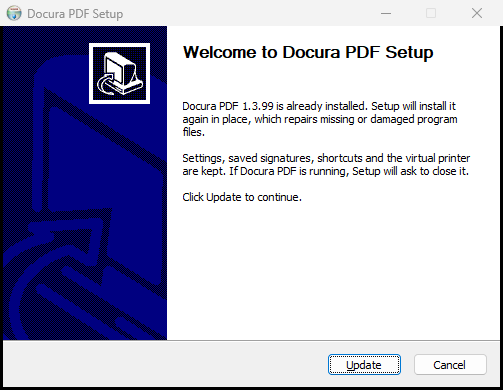 Docura PDF Setup
Welcome to Docura PDF Setup
Docura PDF 1.3.99 is already installed. Setup will install it
again in place, which repairs missing or damaged program
files.
Settings, saved signatures, shortcuts and the virtual printer
are kept. If Docura PDF is running, Setup will ask to close it.
Click Update to continue.
Update
Cancel